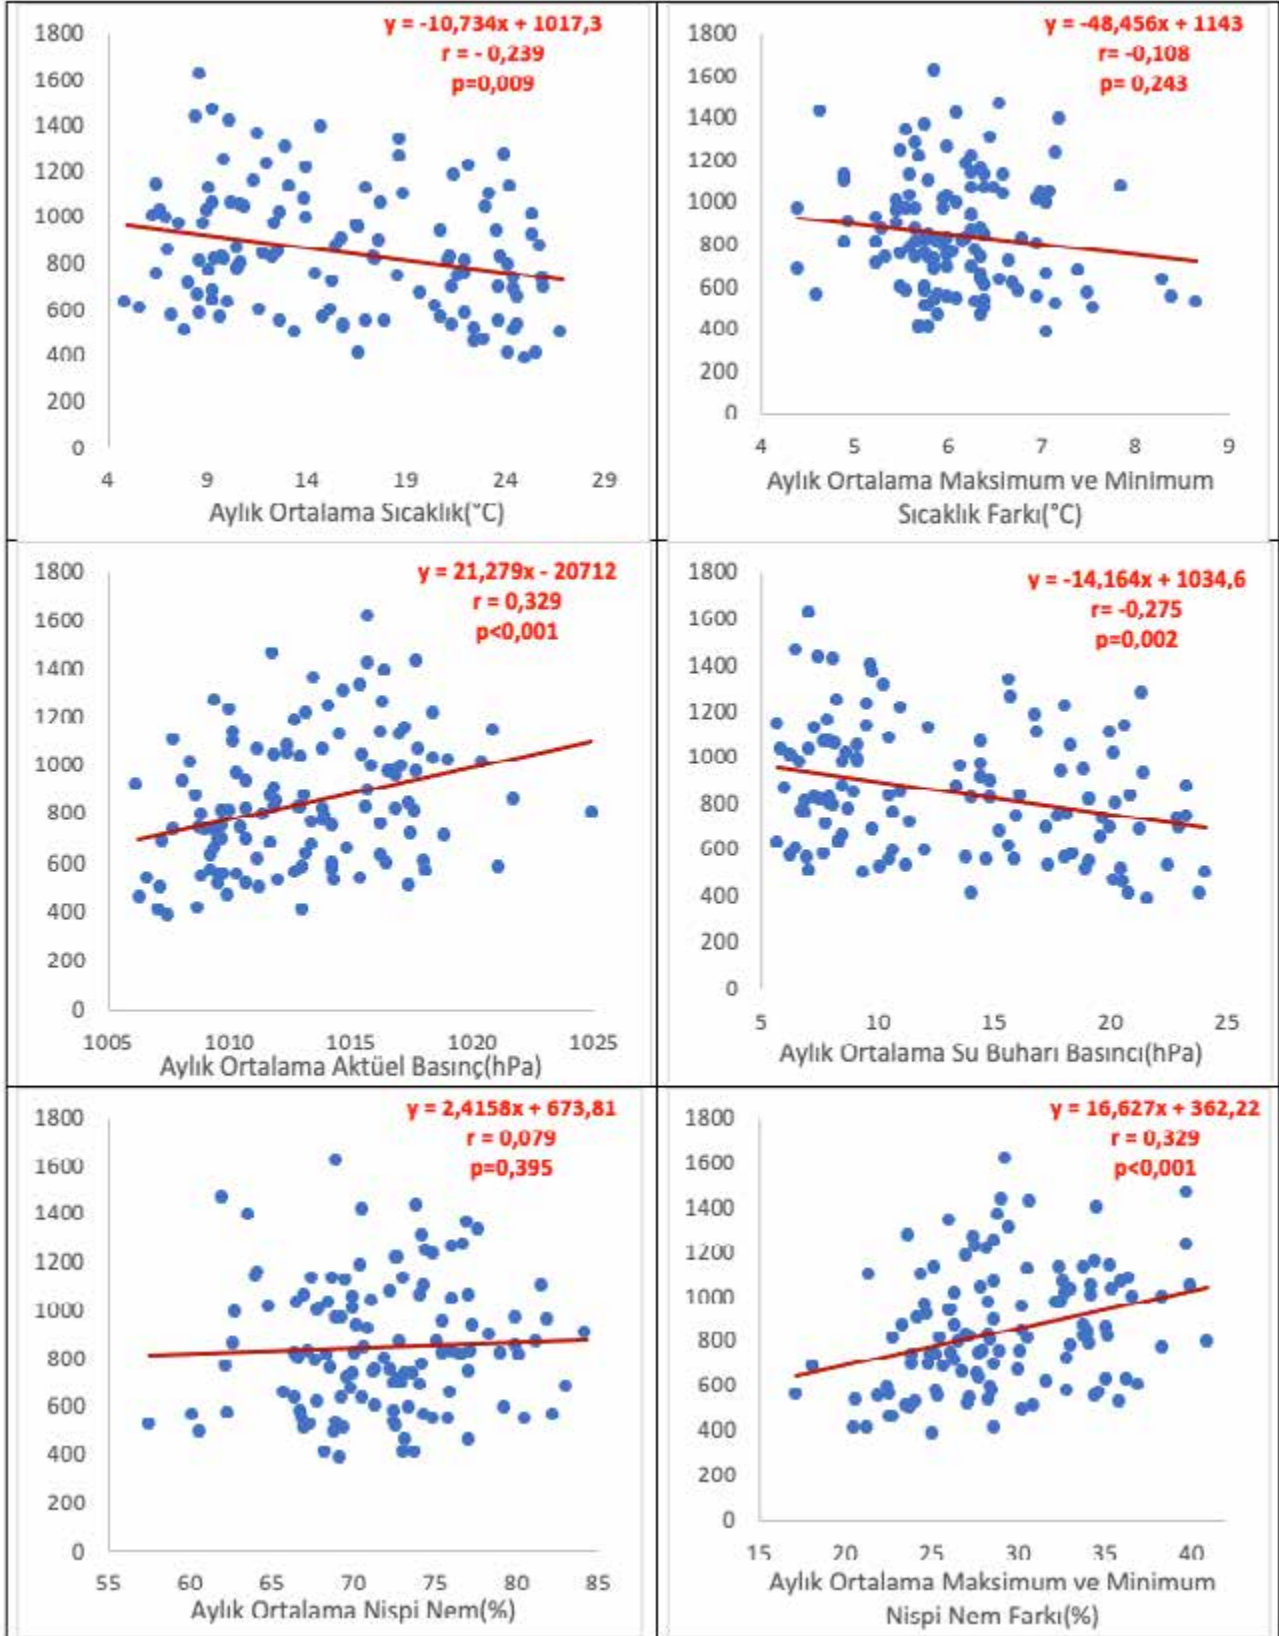 y = -10,734x + 1017,3
r = - 0,239
p=0,009
1800
1600
1400
1200
1000
800
600
400
200
0
4 9 14 19 24 29
Aylık Ortalama Sıcaklık(°C)
y = -48,456x + 1143
r= -0,108
p= 0,243
1800
1600
1400
1200
1000
800
600
400
200
0
4 5 6 7 8 9
Aylık Ortalama Maksimum ve Minimum
Sıcaklık Farkı(°C)
y = 21,279x - 20712
r = 0,329
p<0,001
1800
1600
1400
1200
1000
800
600
400
200
0
1005 1010 1015 1020 1025
Aylık Ortalama Aktüel Basınç(hPa)
y = -14,164x + 1034,6
r= -0,275
p=0,002
1800
1600
1400
1200
1000
800
600
400
200
0
5 10 15 20 25
Aylık Ortalama Su Buharı Basıncı(hPa)
y = 2,4158x + 673,81
r = 0,079
p=0,395
1800
1600
1400
1200
1000
800
600
400
200
0
55 60 65 70 75 80 85
Aylık Ortalama Nispi Nem(%)
y = 16,627x + 362,22
r = 0,329
p<0,001
1800
1600
1400
1200
1000
800
600
400
200
0
15 20 25 30 35 40
Aylık Ortalama Maksimum ve Minimum
Nispi Nem Farkı(%)